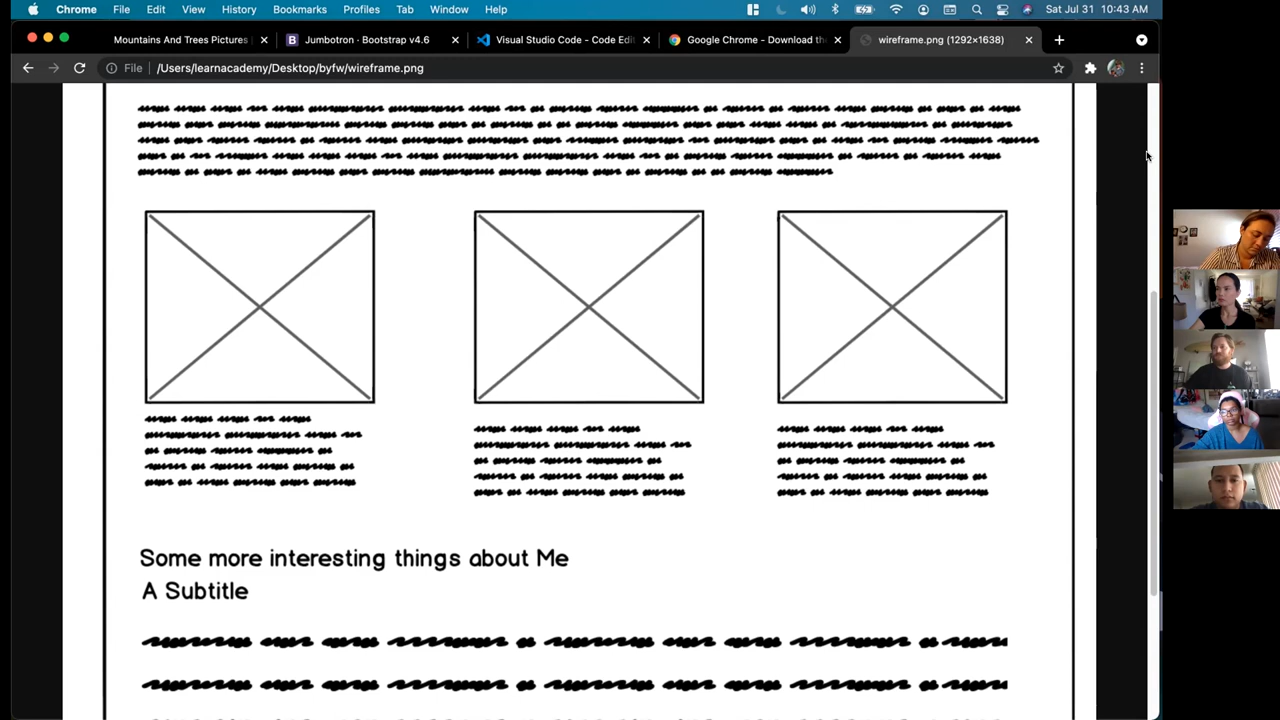 Chrome File Edit View History Bookmarks Profiles Tab Window Help Sat Jul 31 10:43 AM
Mountains And Trees Pictures Jumbotron · Bootstrap v4.6 Visual Studio Code - Code Edit Google Chrome - Download the wireframe.png (1292×1638)
File /Users/learnacademy/Desktop/byfw/wireframe.png
Some more interesting things about Me
A Subtitle